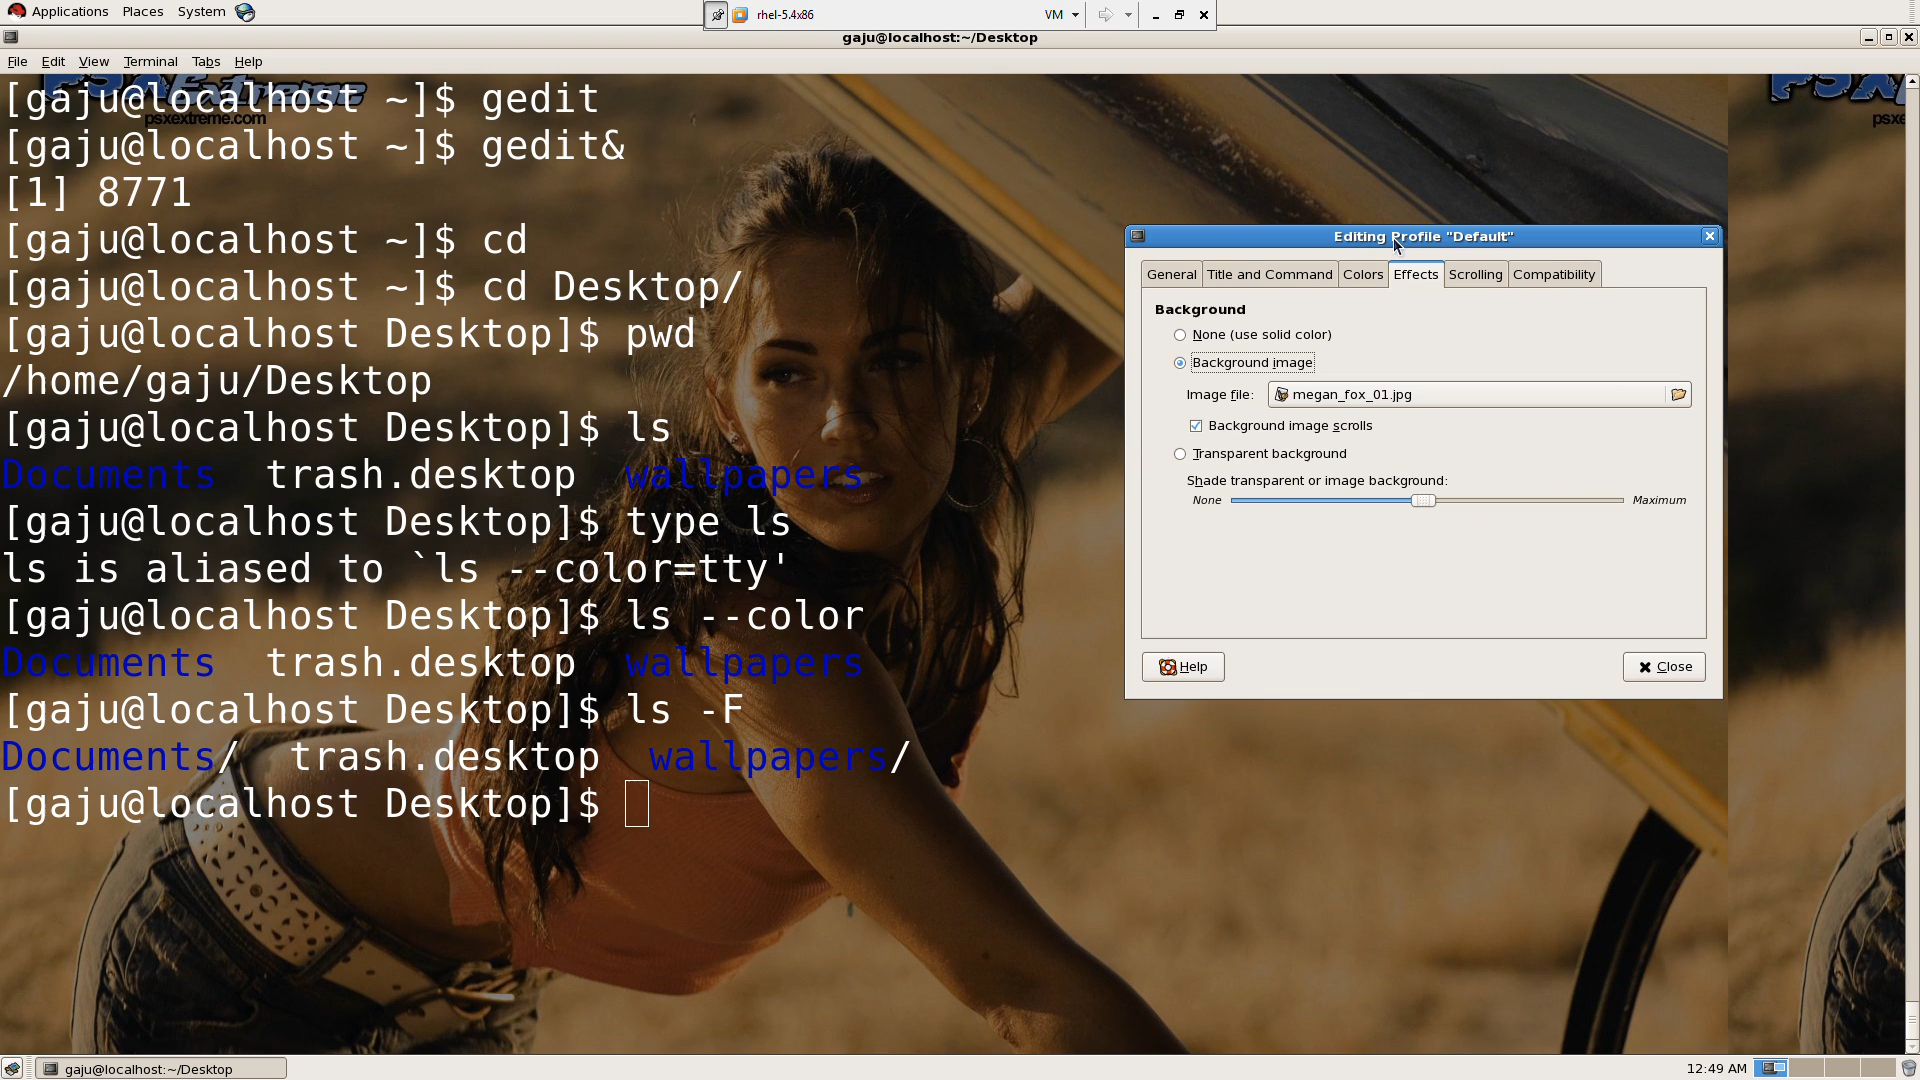 Applications Places System
rhel-5.4x86 VM
gaju@localhost:~/Desktop
File Edit View Terminal Tabs Help
PSXExtreme
psxextreme.com
[gaju@localhost ~]$ gedit
[gaju@localhost ~]$ gedit&
[1] 8771
[gaju@localhost ~]$ cd
[gaju@localhost ~]$ cd Desktop/
[gaju@localhost Desktop]$ pwd
/home/gaju/Desktop
[gaju@localhost Desktop]$ ls
Documents trash.desktop wallpapers
[gaju@localhost Desktop]$ type ls
ls is aliased to `ls --color=tty'
[gaju@localhost Desktop]$ ls --color
Documents trash.desktop wallpapers
[gaju@localhost Desktop]$ ls -F
Documents/ trash.desktop wallpapers/
[gaju@localhost Desktop]$
Editing Profile "Default"
General Title and Command Colors Effects Scrolling Compatibility
Background
None (use solid color)
Background image
Image file: megan_fox_01.jpg
Background image scrolls
Transparent background
Shade transparent or image background:
None Maximum
Help Close
gaju@localhost:~/Desktop
12:49 AM